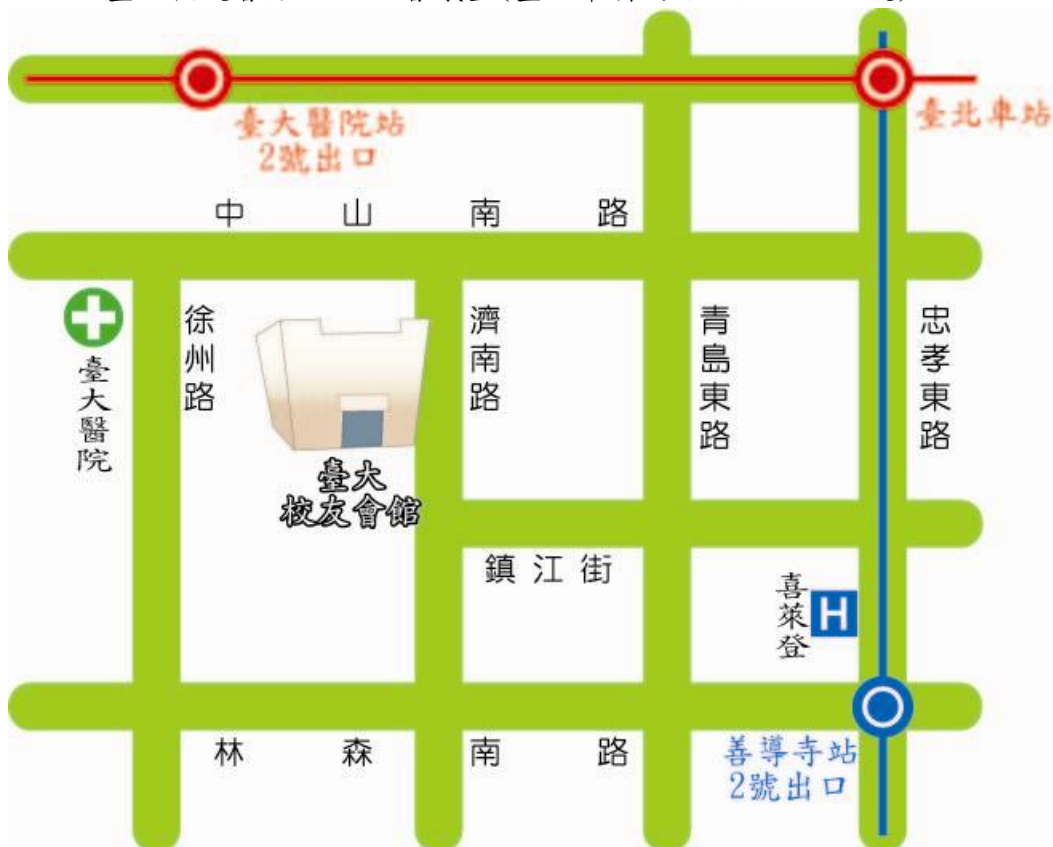 臺大醫院站
2號出口
臺北車站
中山南路
臺大醫院
徐州路
濟南路
青島東路
忠孝東路
臺大
校友會館
鎮江街
喜萊登
H
林森南路
善導寺站
2號出口